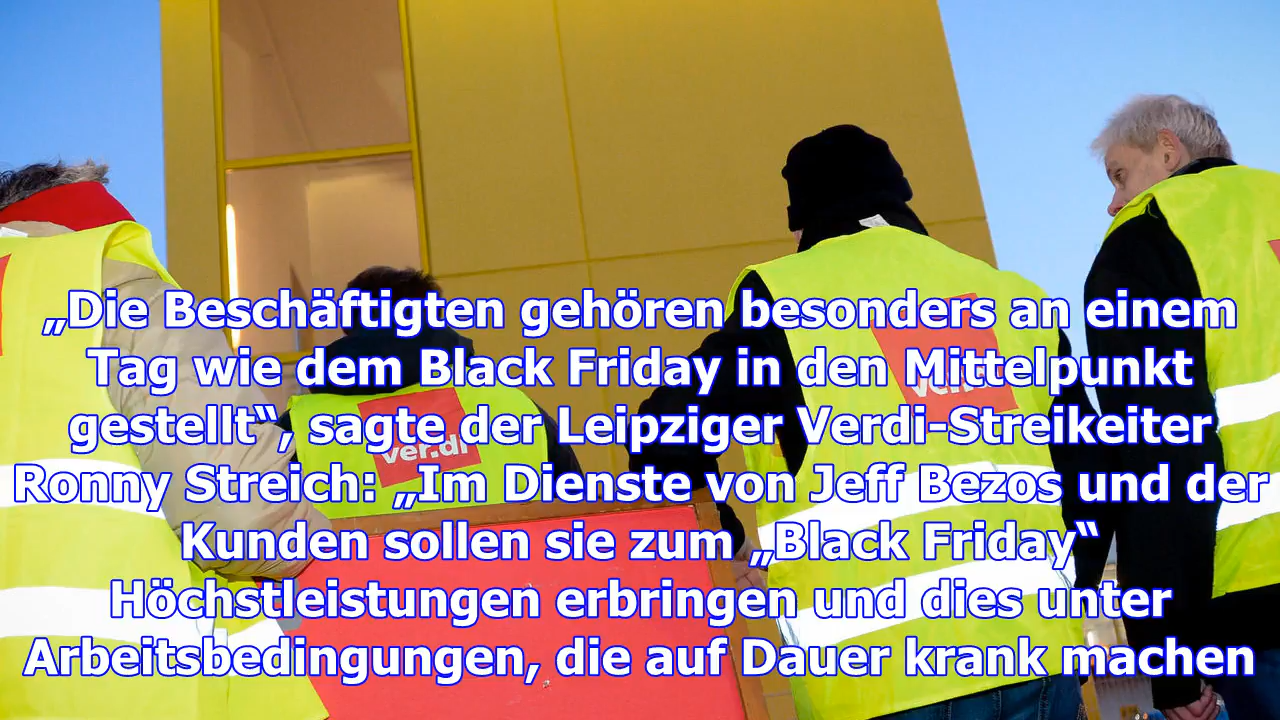 „Die Beschäftigten gehören besonders an einem
Tag wie dem Black Friday in den Mittelpunkt
gestellt“, sagte der Leipziger Verdi-Streikeiter
Ronny Streich: „Im Dienste von Jeff Bezos und der
Kunden sollen sie zum „Black Friday“
Höchstleistungen erbringen und dies unter
Arbeitsbedingungen, die auf Dauer krank machen
ver.di
ver.di